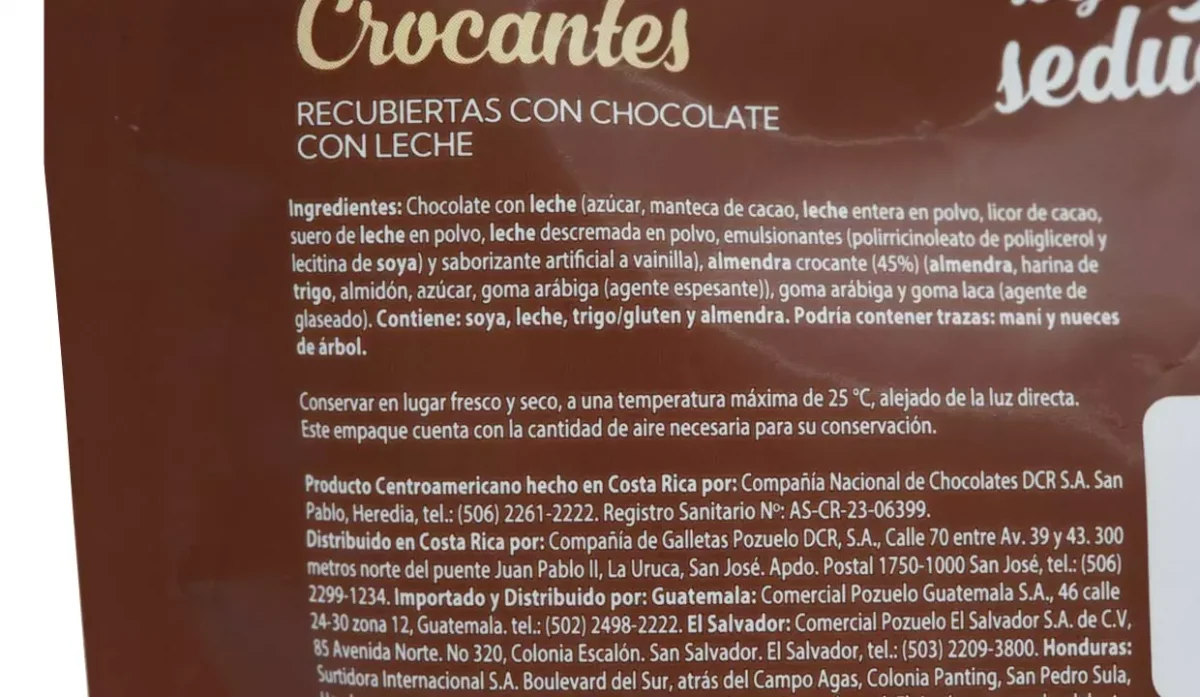 Crocantes
sedu
RECUBIERTAS CON CHOCOLATE
CON LECHE
Ingredientes: Chocolate con leche (azúcar, manteca de cacao, leche entera en polvo, licor de cacao,
suero de leche en polvo, leche descremada en polvo, emulsionantes (polirricinoleato de poliglicerol y
lecitina de soya) y saborizante artificial a vainilla), almendra crocante (45%) (almendra, harina de
trigo, almidón, azúcar, goma arábiga (agente espesante)), goma arábiga y goma laca (agente de
glaseado). Contiene: soya, leche, trigo/gluten y almendra. Podría contener trazas: maní y nueces
de árbol.
Conservar en lugar fresco y seco, a una temperatura máxima de 25 °C, alejado de la luz directa.
Este empaque cuenta con la cantidad de aire necesaria para su conservación.
Producto Centroamericano hecho en Costa Rica por: Compañía Nacional de Chocolates DCR S.A. San
Pablo, Heredia, tel.: (506) 2261-2222. Registro Sanitario Nº: AS-CR-23-06399.
Distribuido en Costa Rica por: Compañía de Galletas Pozuelo DCR, S.A., Calle 70 entre Av. 39 y 43. 300
metros norte del puente Juan Pablo II, La Uruca, San José. Apdo. Postal 1750-1000 San José, tel.: (506)
2299-1234. Importado y Distribuido por: Guatemala: Comercial Pozuelo Guatemala S.A., 46 calle
24-30 zona 12, Guatemala. tel.: (502) 2498-2222. El Salvador: Comercial Pozuelo El Salvador S.A. de C.V,
85 Avenida Norte. No 320, Colonia Escalón. San Salvador. El Salvador, tel.: (503) 2209-3800. Honduras:
Surtidora Internacional S.A. Boulevard del Sur, atrás del Campo Agas, Colonia Panting, San Pedro Sula,